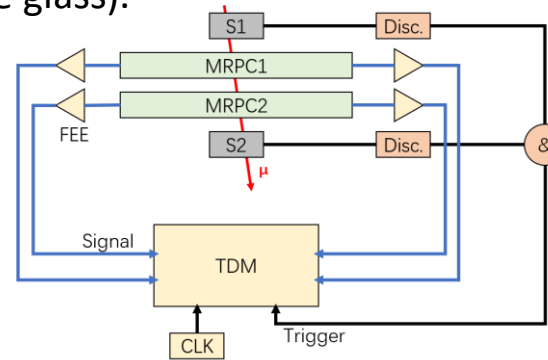 e glass).
S1
Disc.
MRPC1
MRPC2
FEE
S2
Disc.
&
μ
Signal
TDM
Trigger
CLK